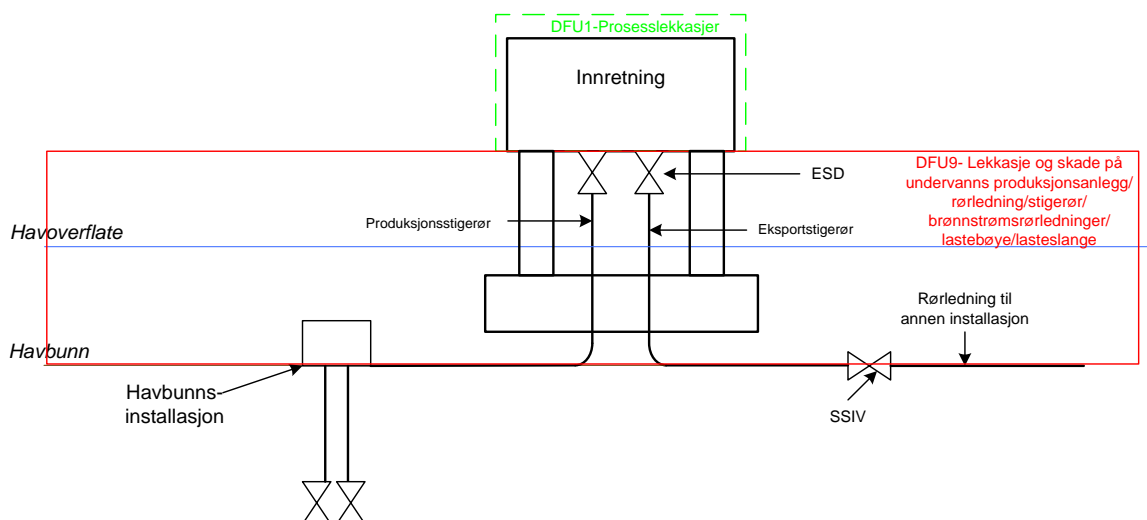 DFU1-Prosesslekkasjer
Innretning
DFU9- Lekkasje og skade på
undervanns produksjonsanlegg/
rørledning/stigerør/
brønnstrømsrørledninger/
lastebøye/lasteslange
ESD
Produksjonsstigerør
Eksportstigerør
Havoverflate
Rørledning til
annen installasjon
Havbunn
Havbunns-
installasjon
SSIV